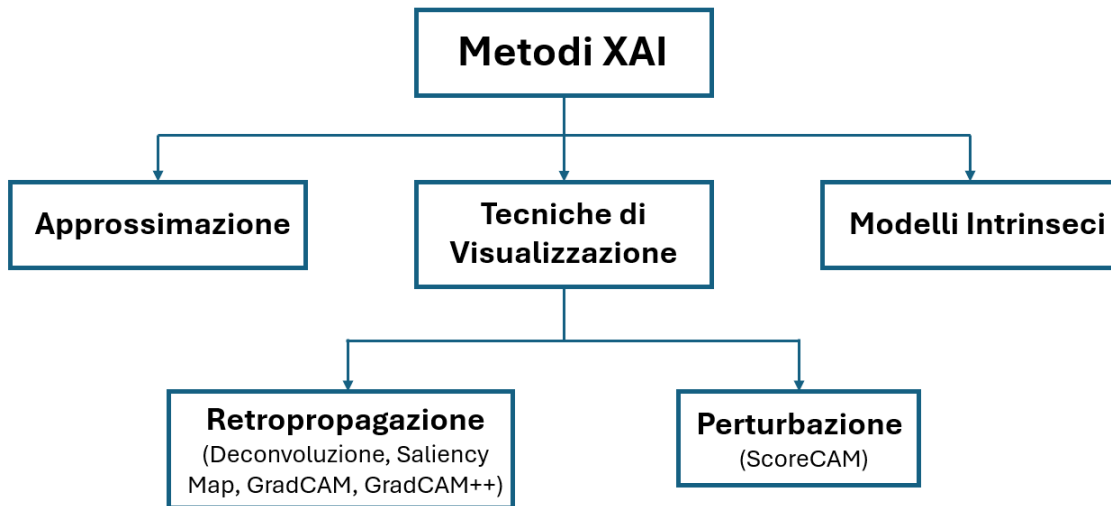 Metodi XAI
Approssimazione
Tecniche di
Visualizzazione
Modelli Intrinseci
Retropropagazione
(Deconvoluzione, Saliency
Map, GradCAM, GradCAM++)
Perturbazione
(ScoreCAM)